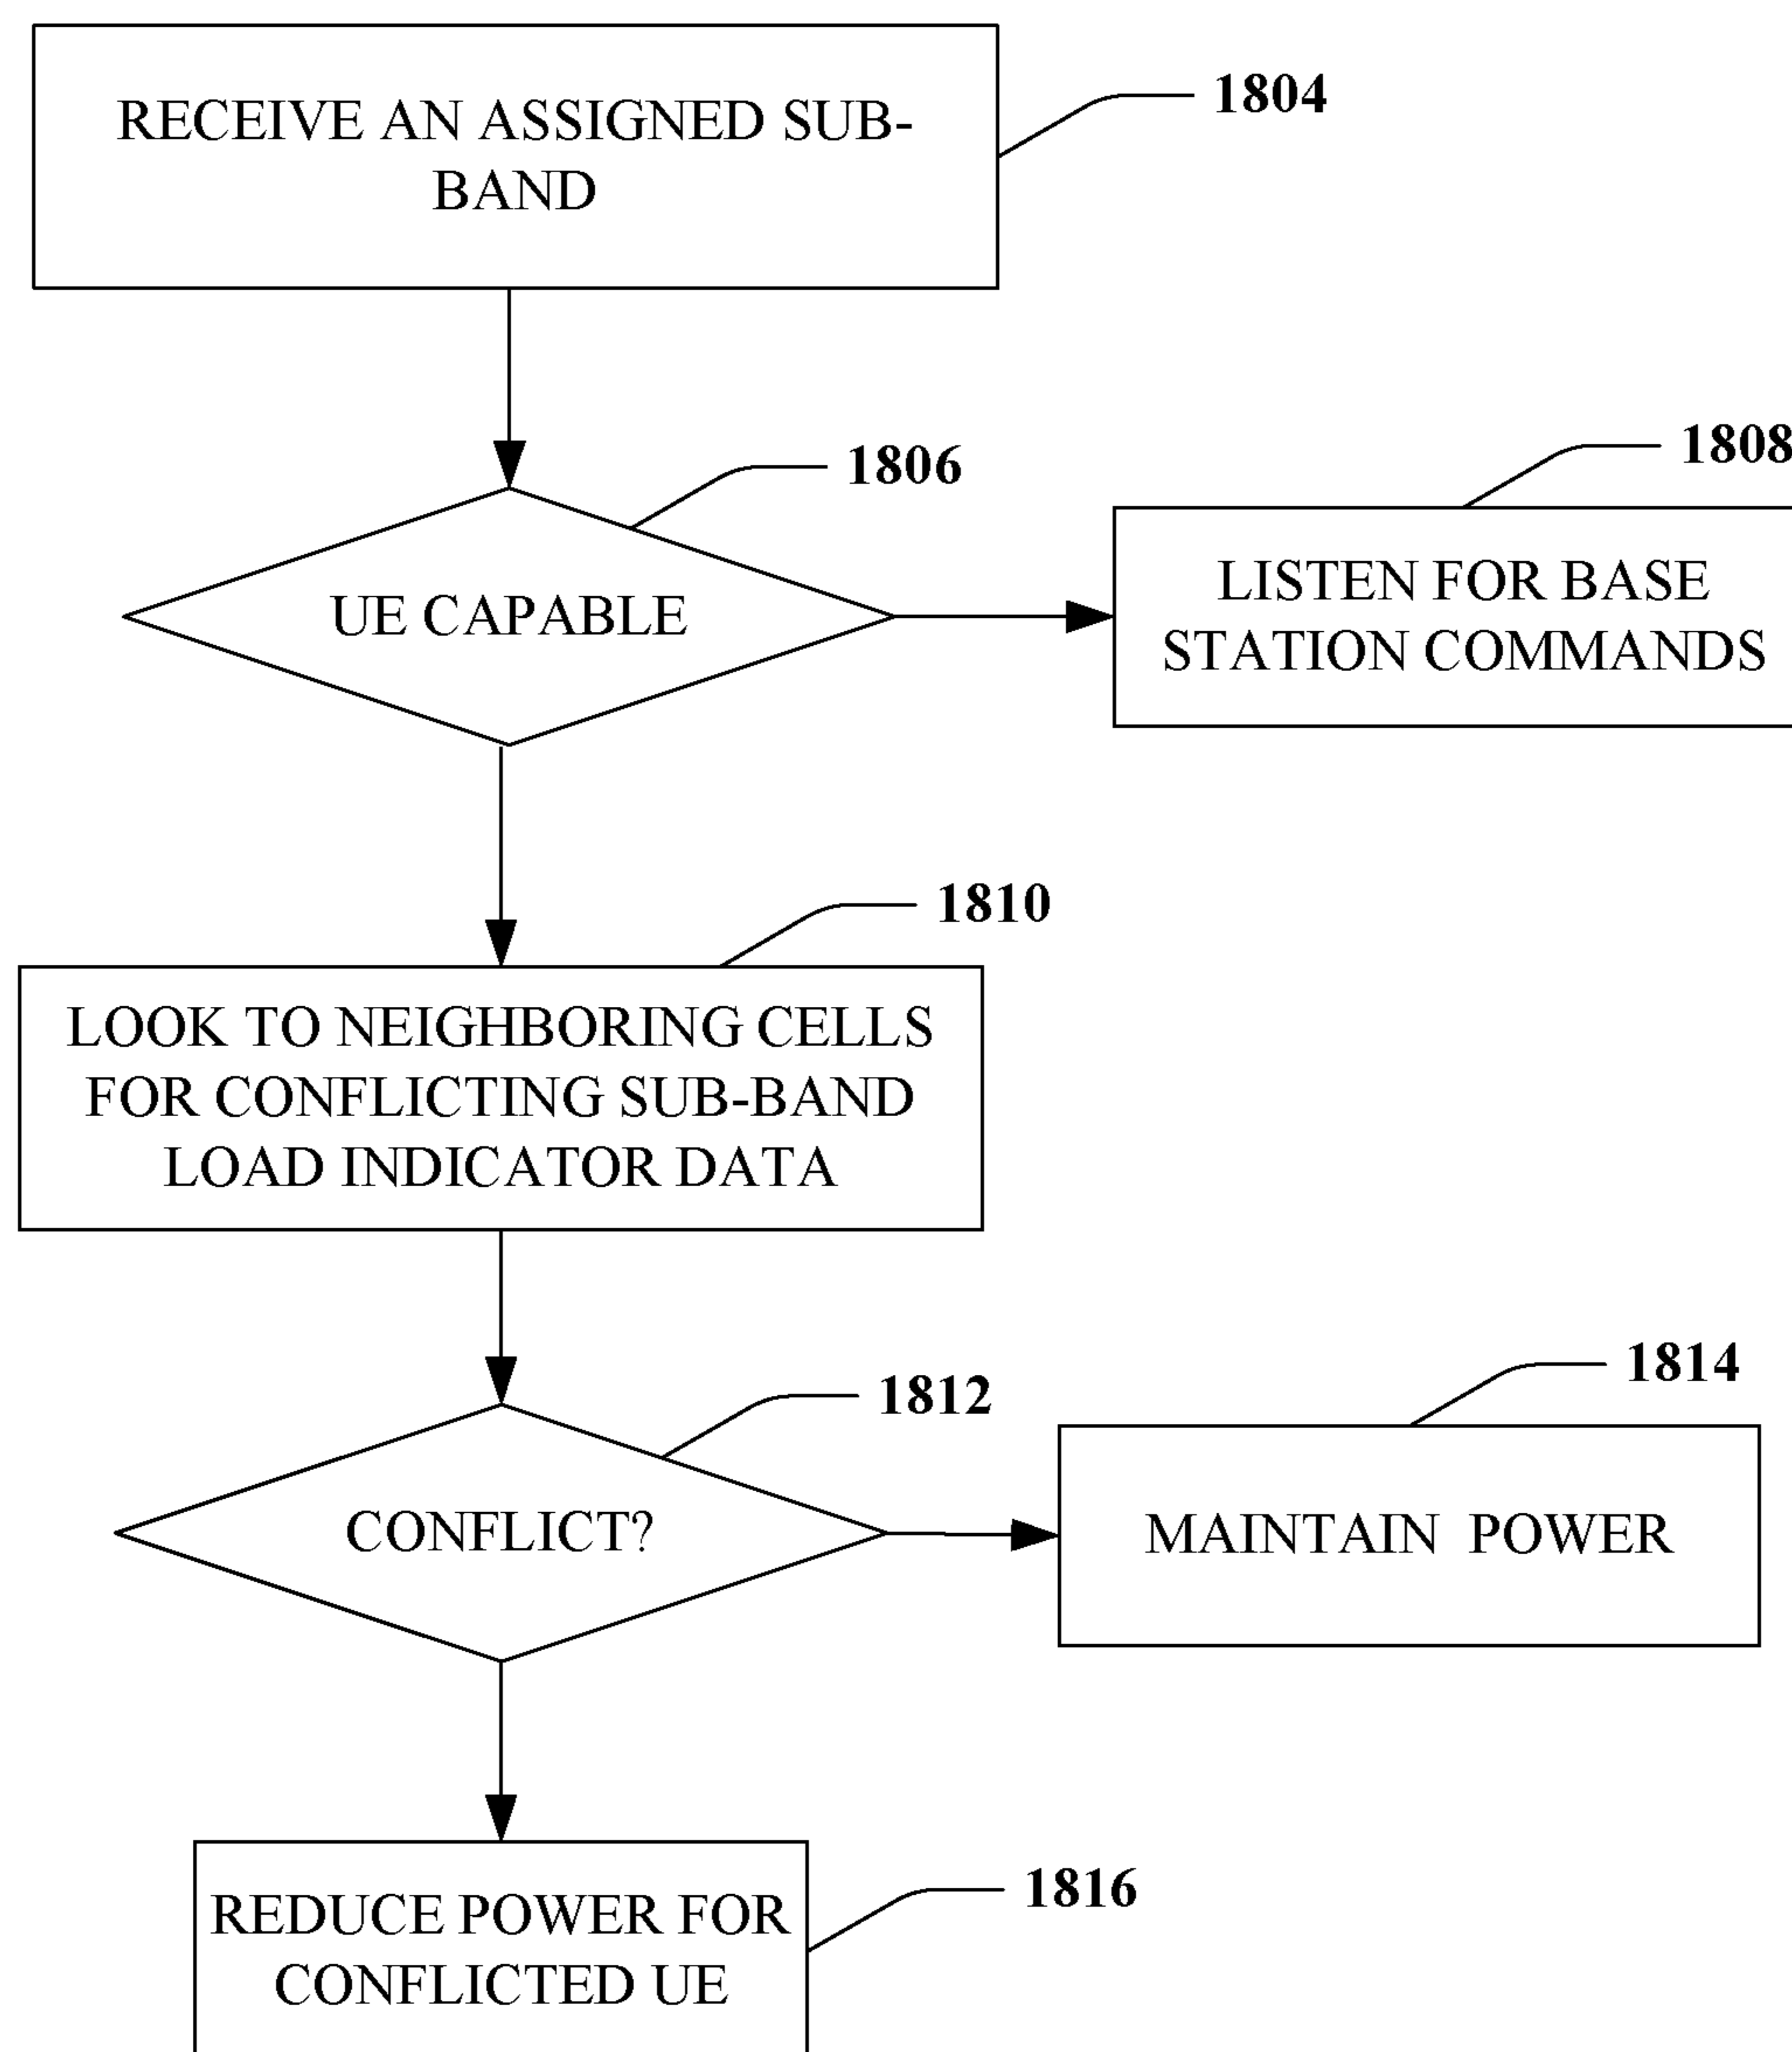 RECEIVE AN ASSIGNED SUB-
BAND
1804
UE CAPABLE
1806
LISTEN FOR BASE
STATION COMMANDS
1808
LOOK TO NEIGHBORING CELLS
FOR CONFLICTING SUB-BAND
LOAD INDICATOR DATA
1810
CONFLICT?
1812
MAINTAIN POWER
1814
REDUCE POWER FOR
CONFLICTED UE
1816